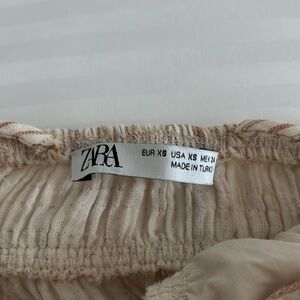 ZARA
EUR XS USA XS MEX 24
MADE IN TURKEY